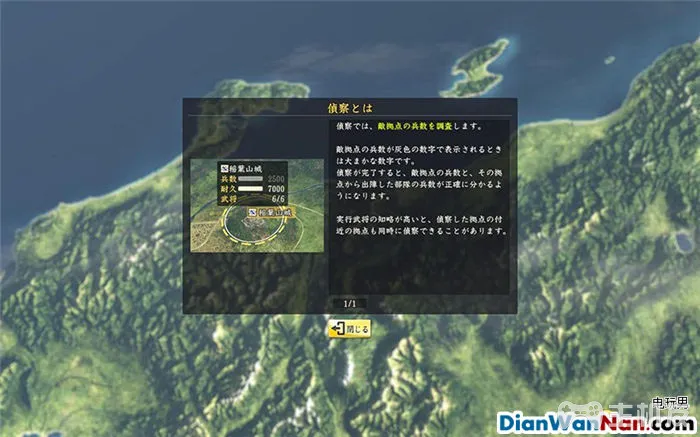 偵察とは
偵察では、敵拠点の兵数を調査します。
敵拠点の兵数が灰色の数字で表示されるとき
は大まかな数字です。
偵察が完了すると、敵拠点の兵数と、その拠
点から出陣した部隊の兵数が正確に分かるよ
うになります。
実行武将の知略が高いと、偵察した拠点の付
近の拠点も同時に偵察できることがあります。
稲葉山城
兵数 2500
耐久 7000
武将 6/6
稲葉山城
1/1
閉じる
电玩男
DianWanNan.com